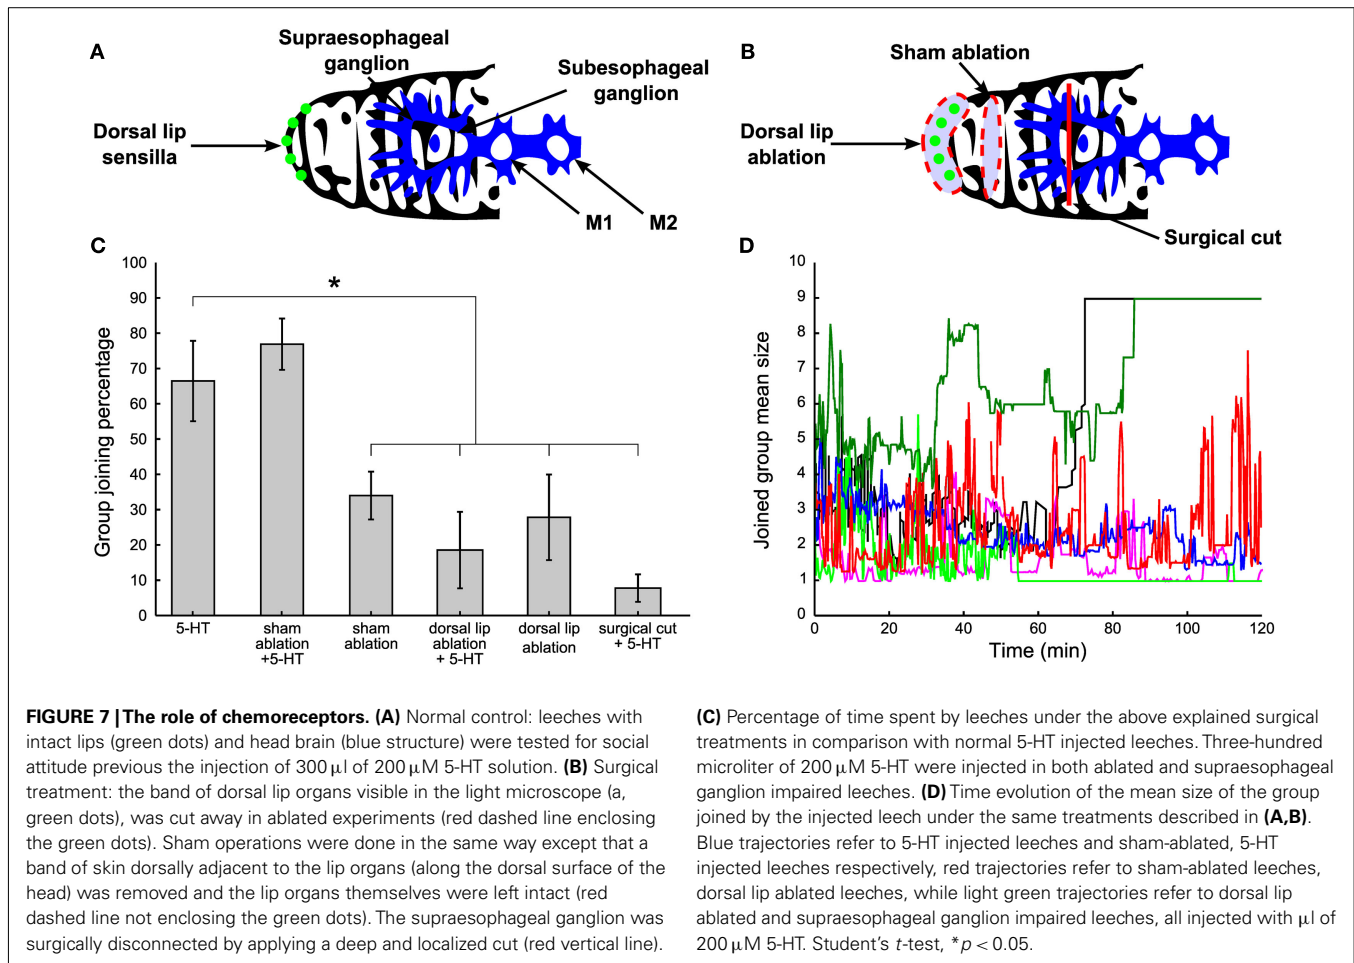 A
Supraesophageal
ganglion
Subesophageal
ganglion
Dorsal lip
sensilla
M1
M2
B
Sham ablation
Dorsal lip
ablation
Surgical cut
C
Group joining percentage
100
90
80
70
60
50
40
30
20
10
0
*
5-HT
sham
ablation
+5-HT
sham
ablation
dorsal lip
ablation
+ 5-HT
dorsal lip
ablation
surgical cut
+ 5-HT
D
Joined group mean size
10
9
8
7
6
5
4
3
2
1
0
0 20 40 60 80 100 120
Time (min)
FIGURE 7 | The role of chemoreceptors. (A) Normal control: leeches with
intact lips (green dots) and head brain (blue structure) were tested for social
attitude previous the injection of 300 μl of 200 μM 5-HT solution. (B) Surgical
treatment: the band of dorsal lip organs visible in the light microscope (a,
green dots), was cut away in ablated experiments (red dashed line enclosing
the green dots). Sham operations were done in the same way except that a
band of skin dorsally adjacent to the lip organs (along the dorsal surface of the
head) was removed and the lip organs themselves were left intact (red
dashed line not enclosing the green dots). The supraesophageal ganglion was
surgically disconnected by applying a deep and localized cut (red vertical line).
(C) Percentage of time spent by leeches under the above explained surgical
treatments in comparison with normal 5-HT injected leeches. Three-hundred
microliter of 200 μM 5-HT were injected in both ablated and supraesophageal
ganglion impaired leeches. (D) Time evolution of the mean size of the group
joined by the injected leech under the same treatments described in (A,B).
Blue trajectories refer to 5-HT injected leeches and sham-ablated, 5-HT
injected leeches respectively, red trajectories refer to sham-ablated leeches,
dorsal lip ablated leeches, while light green trajectories refer to dorsal lip
ablated and supraesophageal ganglion impaired leeches, all injected with μl of
200 μM 5-HT. Student's t-test, *p < 0.05.